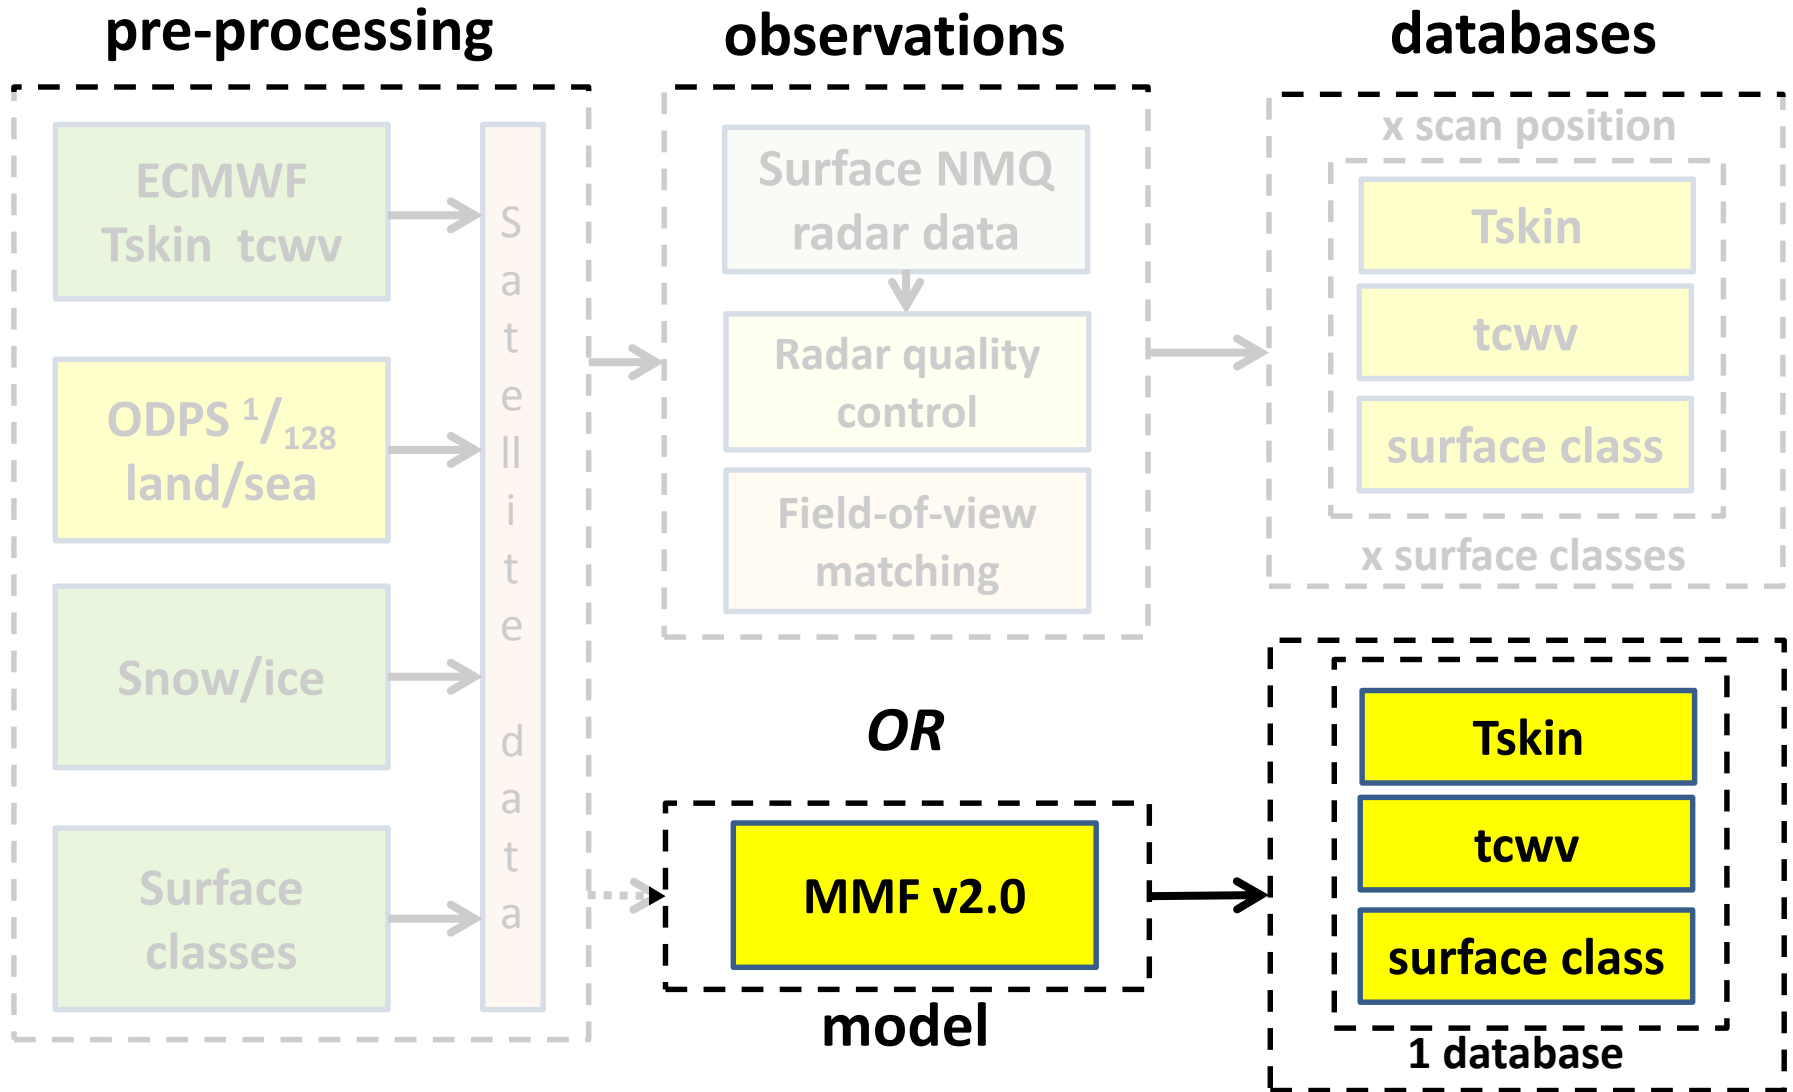 pre-processing
ECMWF
Tskin tcwv
ODPS 1/128
land/sea
Snow/ice
Surface
classes
Satellite data
observations
Surface NMQ
radar data
Radar quality
control
Field-of-view
matching
OR
MMF v2.0
model
databases
x scan position
Tskin
tcwv
surface class
x surface classes
Tskin
tcwv
surface class
1 database